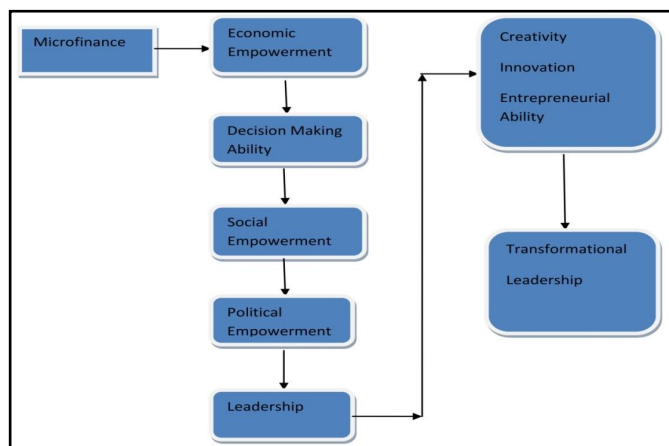 Microfinance
Economic
Empowerment
Decision Making
Ability
Social
Empowerment
Political
Empowerment
Leadership
Creativity
Innovation
Entrepreneurial
Ability
Transformational
Leadership